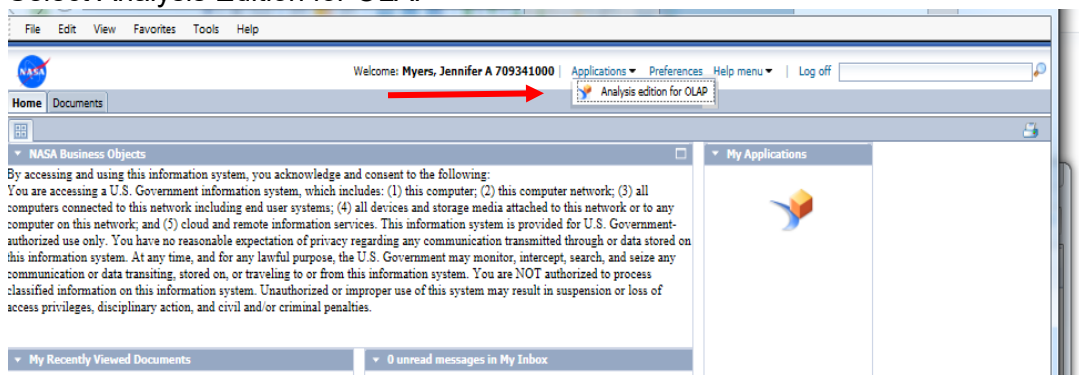 Select Analysis Edition for OLAP
File Edit View Favorites Tools Help
NASA
Welcome: Myers, Jennifer A 709341000 | Applications Preferences Help menu | Log off
Analysis edition for OLAP
Home Documents
NASA Business Objects
My Applications
By accessing and using this information system, you acknowledge and consent to the following:
You are accessing a U.S. Government information system, which includes: (1) this computer; (2) this computer network; (3) all
computers connected to this network including end user systems; (4) all devices and storage media attached to this network or to any
computer on this network; and (5) cloud and remote information services. This information system is provided for U.S. Government-
authorized use only. You have no reasonable expectation of privacy regarding any communication transmitted through or data stored on
this information system. At any time, and for any lawful purpose, the U.S. Government may monitor, intercept, search, and seize any
communication or data transiting, stored on, or traveling to or from this information system. You are NOT authorized to process
classified information on this information system. Unauthorized or improper use of this system may result in suspension or loss of
access privileges, disciplinary action, and civil and/or criminal penalties.
My Recently Viewed Documents
0 unread messages in My Inbox